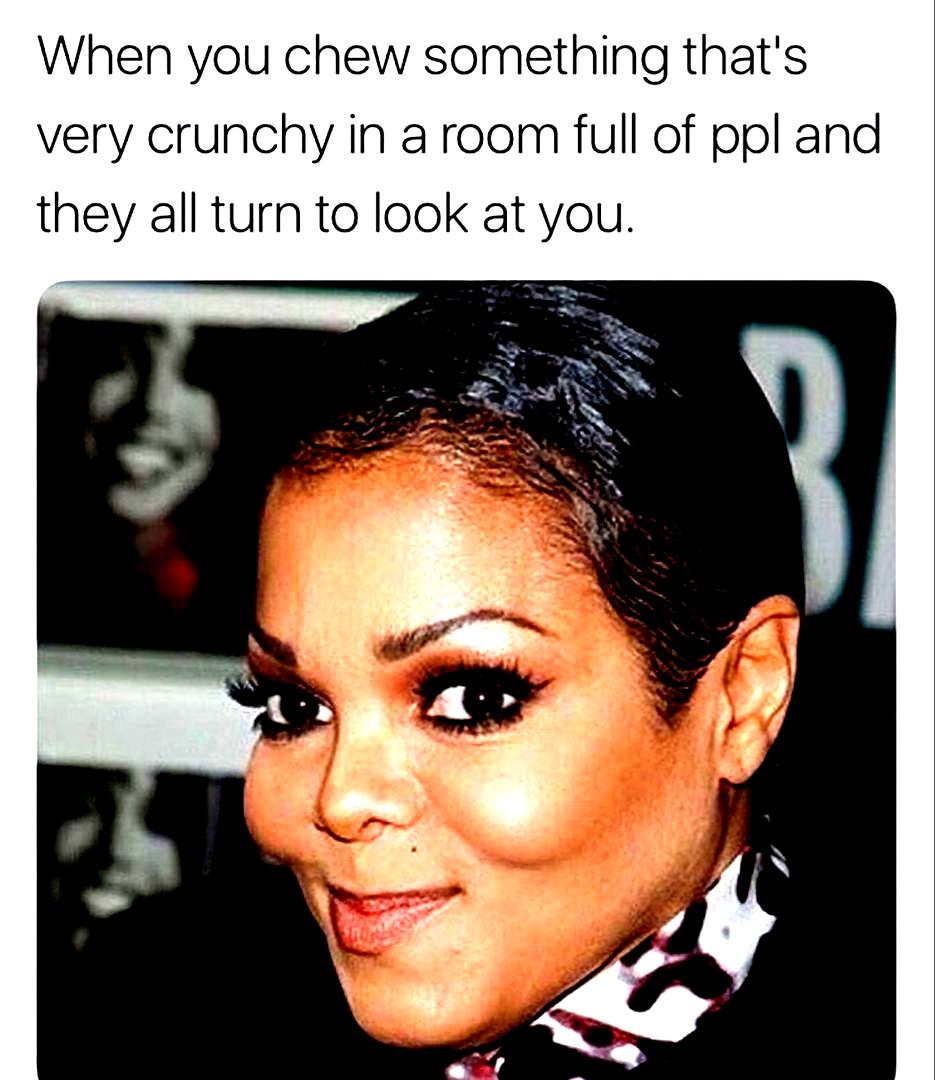 When you chew something that's
very crunchy in a room full of ppl and
they all turn to look at you.
B